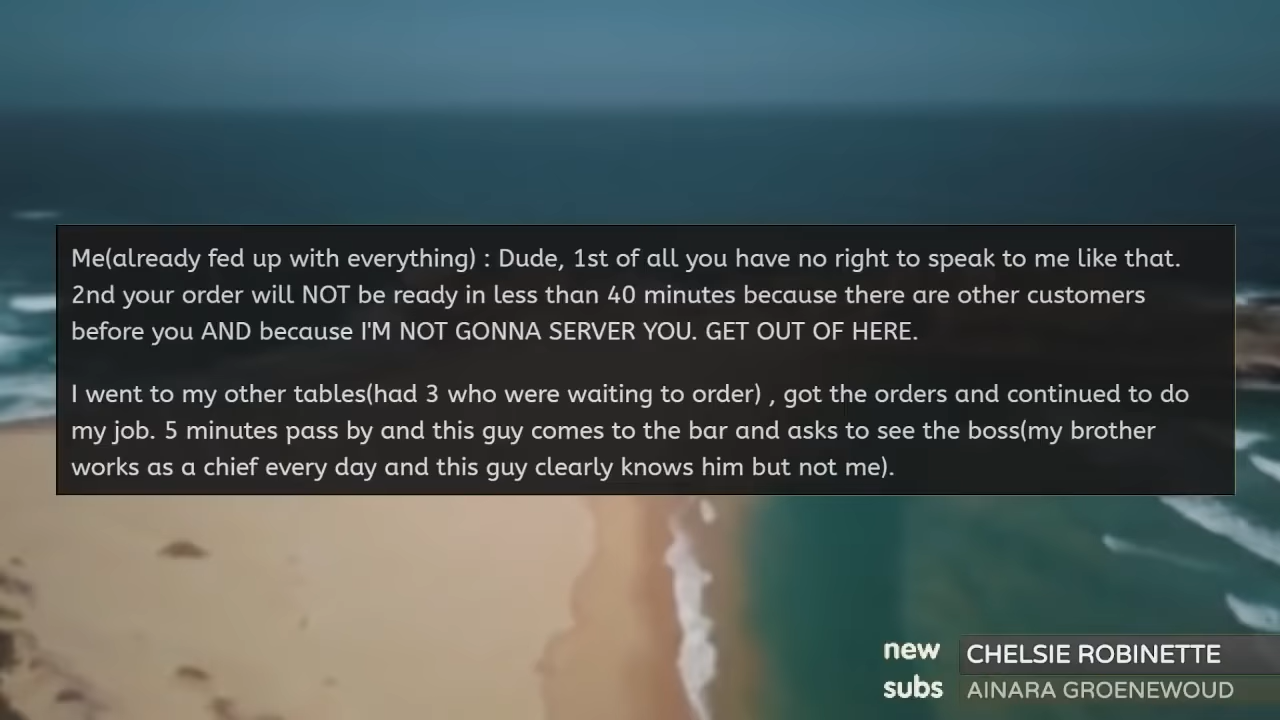 Me(already fed up with everything) : Dude, 1st of all you have no right to speak to me like that.
2nd your order will NOT be ready in less than 40 minutes because there are other customers
before you AND because I'M NOT GONNA SERVER YOU. GET OUT OF HERE.
I went to my other tables(had 3 who were waiting to order) , got the orders and continued to do
my job. 5 minutes pass by and this guy comes to the bar and asks to see the boss(my brother
works as a chief every day and this guy clearly knows him but not me).
new CHELSIE ROBINETTE
subs AINARA GROENEWOUD